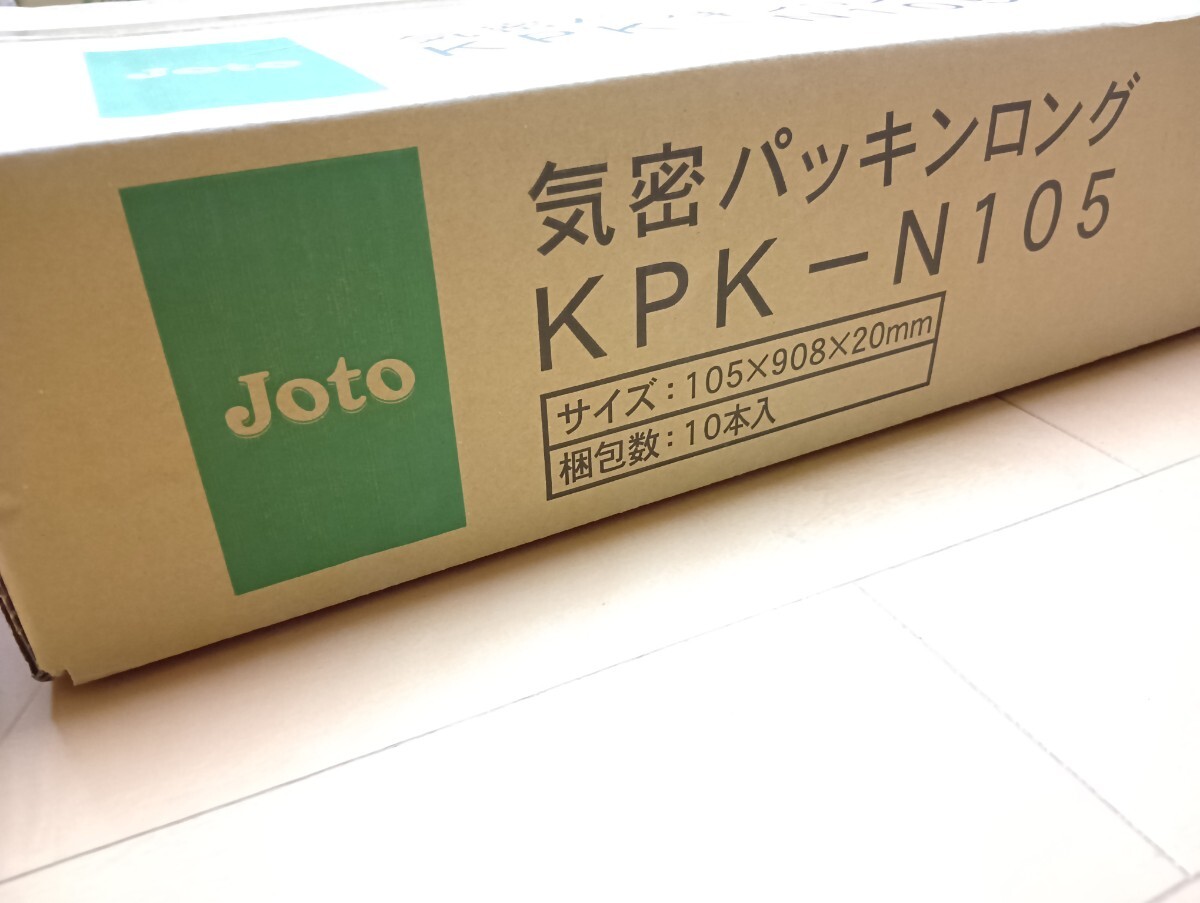 Joto
Joto
気密パッキンロング
KPK-N105
サイズ：105×908×20mm
梱包数：10本入